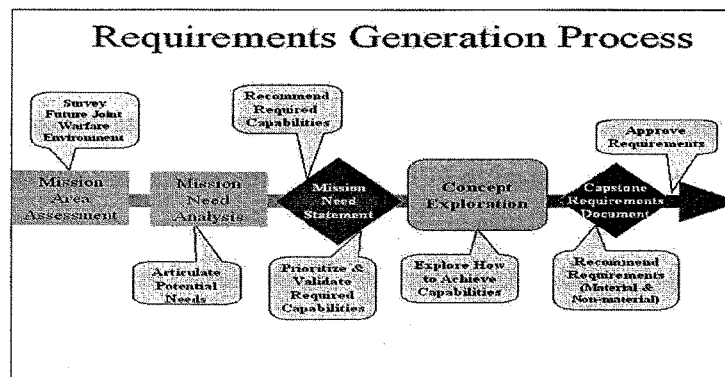 Requirements Generation Process
Survey
Future Joint
Warfare
Environment
Recommend
Required
Capabilities
Approve
Requirements
Mission
Area
Assessment
Mission
Need
Analysis
Mission
Need
Statement
Concept
Exploration
Capstone
Requirements
Document
Articulate
Potential
Needs
Prioritize &
Validate
Required
Capabilities
Explore How
to Achieve
Capabilities
Recommend
Requirements
(Material &
Non-material)